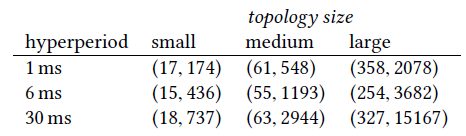 topology size
hyperperiod small medium large
1 ms (17, 174) (61, 548) (358, 2078)
6 ms (15, 436) (55, 1193) (254, 3682)
30 ms (18, 737) (63, 2944) (327, 15167)